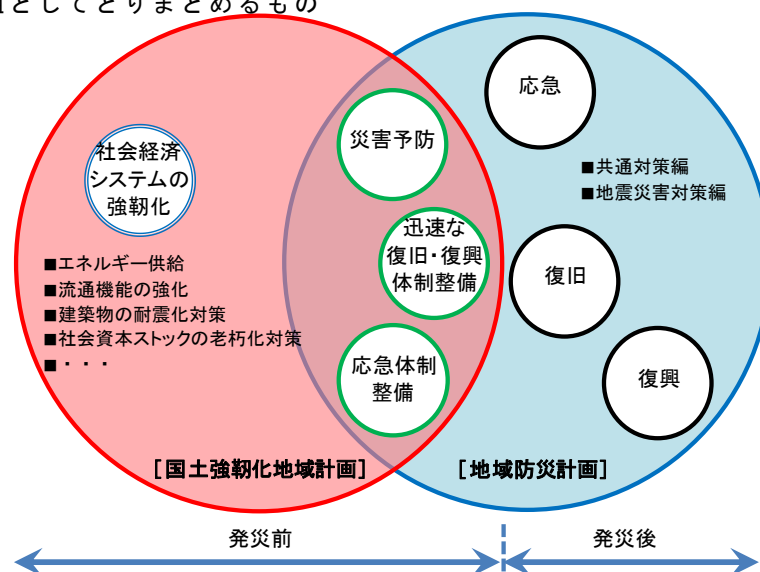 としてとりまとめるもの
応急
災害予防
社会経済
システムの
強靭化
■共通対策編
■地震災害対策編
迅速な
復旧・復興
体制整備
■エネルギー供給
■流通機能の強化
■建築物の耐震化対策
■社会資本ストックの老朽化対策
■・・・
復旧
応急体制
整備
復興
[国土強靭化地域計画]
[地域防災計画]
発災前
発災後